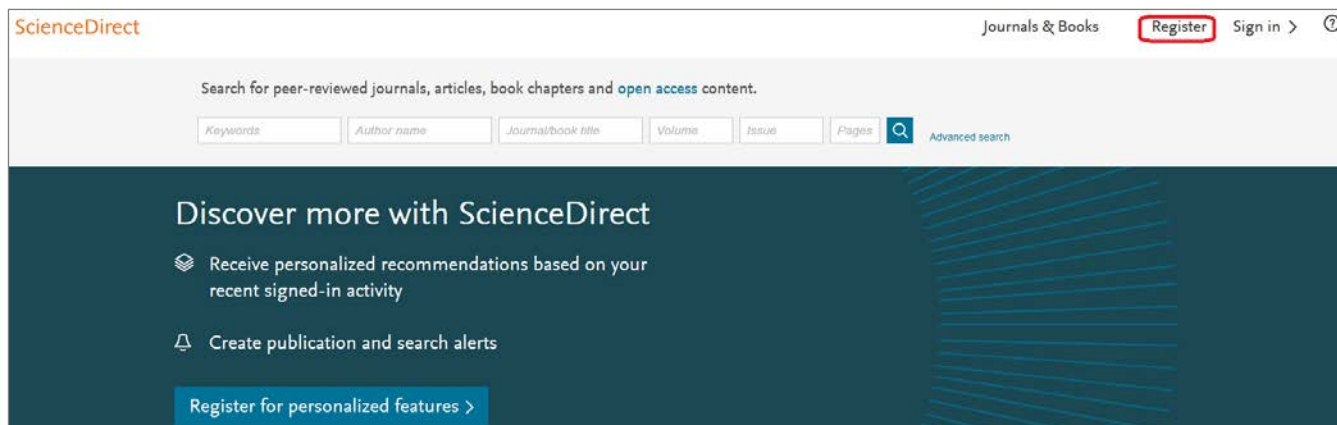 ScienceDirect
Journals & Books
Register
Sign in >
?
Search for peer-reviewed journals, articles, book chapters and open access content.
Keywords
Author name
Journal/book title
Volume
Issue
Pages
Advanced search
Discover more with ScienceDirect
Receive personalized recommendations based on your
recent signed-in activity
Create publication and search alerts
Register for personalized features >